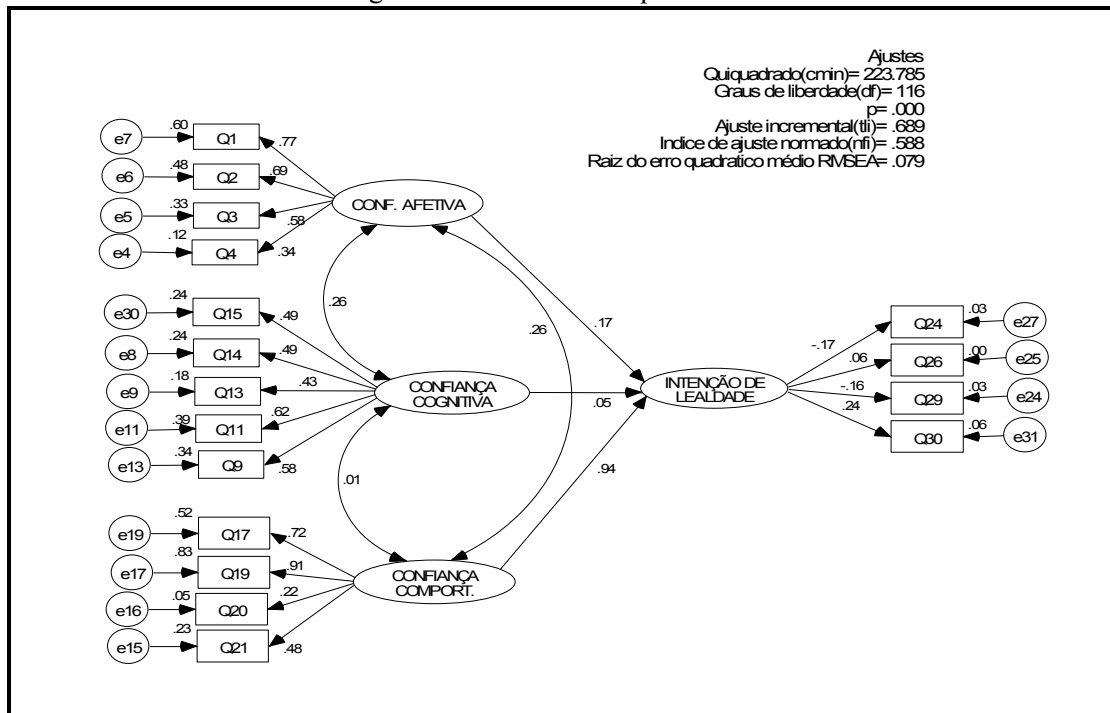 Ajustes
Quiquadrado(cmin)= 223.785
Graus de liberdade(df)= 116
p= .000
Ajuste incremental(tli)= .689
Indice de ajuste normado(nfi)= .588
Raiz do erro quadratico médio RMSEA= .079
e7 .60 Q1 .77
e6 .48 Q2 .69
e5 .33 Q3 .58
e4 .12 Q4 .34
CONF. AFETIVA
.26
.26
.17
e30 .24 Q15 .49
e8 .24 Q14 .49
e9 .18 Q13 .43
e11 .39 Q11 .62
e13 .34 Q9 .58
CONFIANÇA
COGNITIVA
.05
.01
e19 .52 Q17 .72
e17 .83 Q19 .91
e16 .05 Q20 .22
e15 .23 Q21 .48
CONFIANÇA
COMPORT.
.94
INTENÇÃO DE
LEALDADE
-.17 Q24 .03 e27
.06 Q26 .00 e25
-.16 Q29 .03 e24
.24 Q30 .06 e31